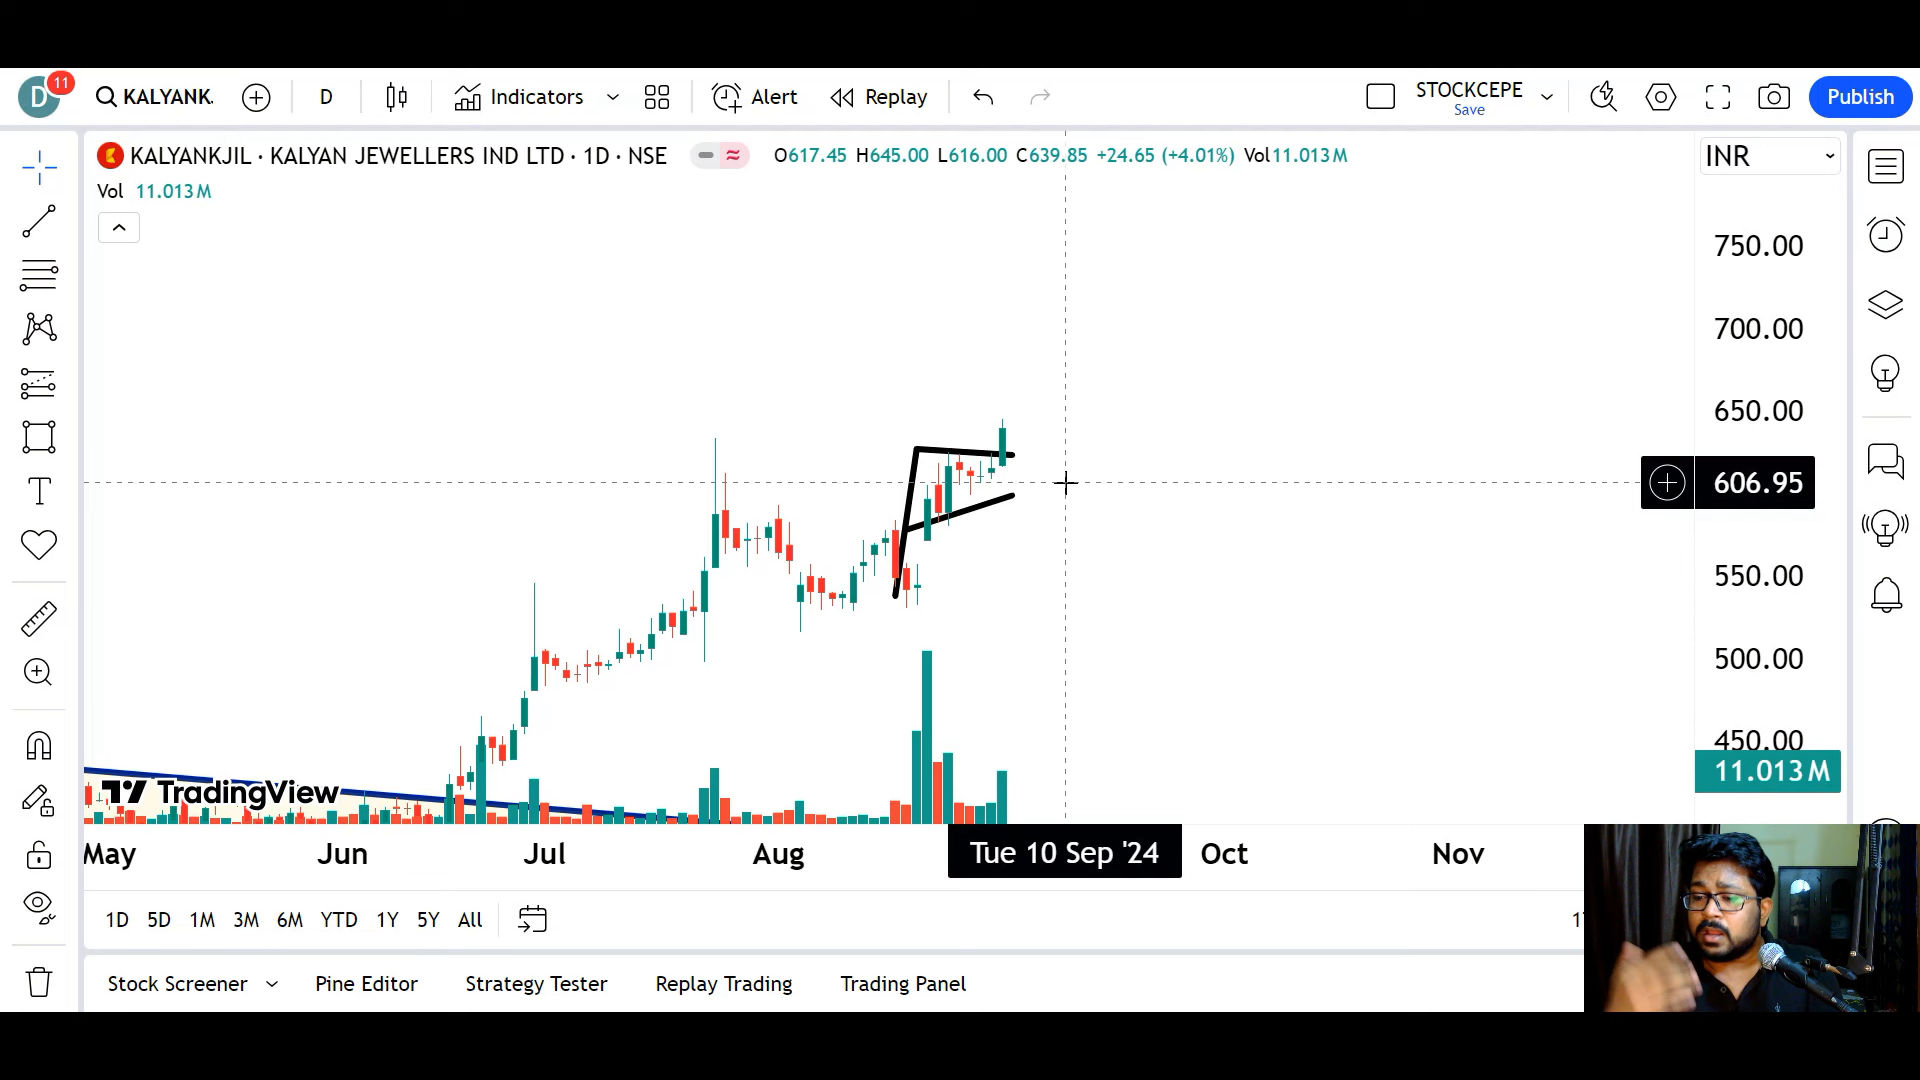 D 11 KALYANK. D Indicators Alert Replay STOCKCEPE Save Publish
KALYANKJIL · KALYAN JEWELLERS IND LTD · 1D · NSE O617.45 H645.00 L616.00 C639.85 +24.65 (+4.01%) Vol11.013M INR
Vol 11.013M
750.00
700.00
650.00
606.95
550.00
500.00
450.00
11.013M
TradingView
May Jun Jul Aug Tue 10 Sep '24 Oct Nov
1D 5D 1M 3M 6M YTD 1Y 5Y All
Stock Screener Pine Editor Strategy Tester Replay Trading Trading Panel